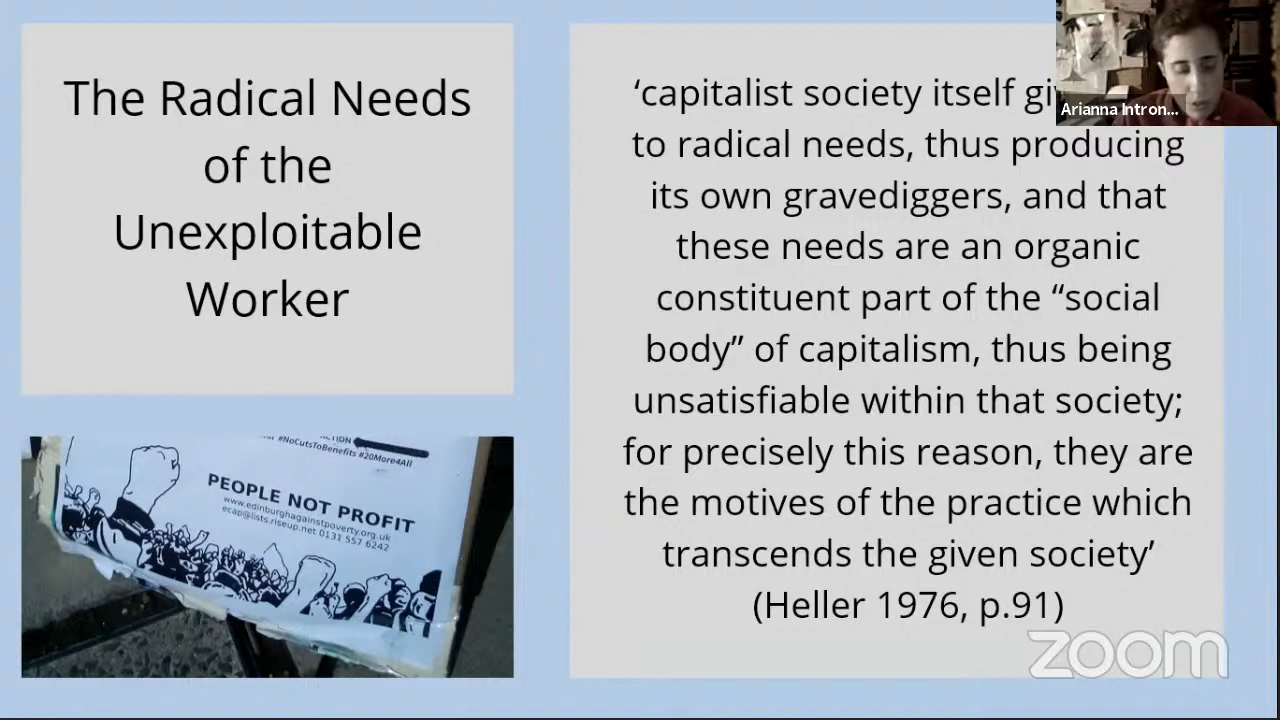 The Radical Needs
of the
Unexploitable
Worker
‘capitalist society itself
to radical needs, thus producing
its own gravediggers, and that
these needs are an organic
constituent part of the “social
body” of capitalism, thus being
unsatisfiable within that society;
for precisely this reason, they are
the motives of the practice which
transcends the given society’
(Heller 1976, p.91)
Arianna Intron...
#NoCutsToBenefits #20More4All
PEOPLE NOT PROFIT
www.edinburghagainstpoverty.org.uk
ecap@lists.riseup.net 0131 557 6242
zoom